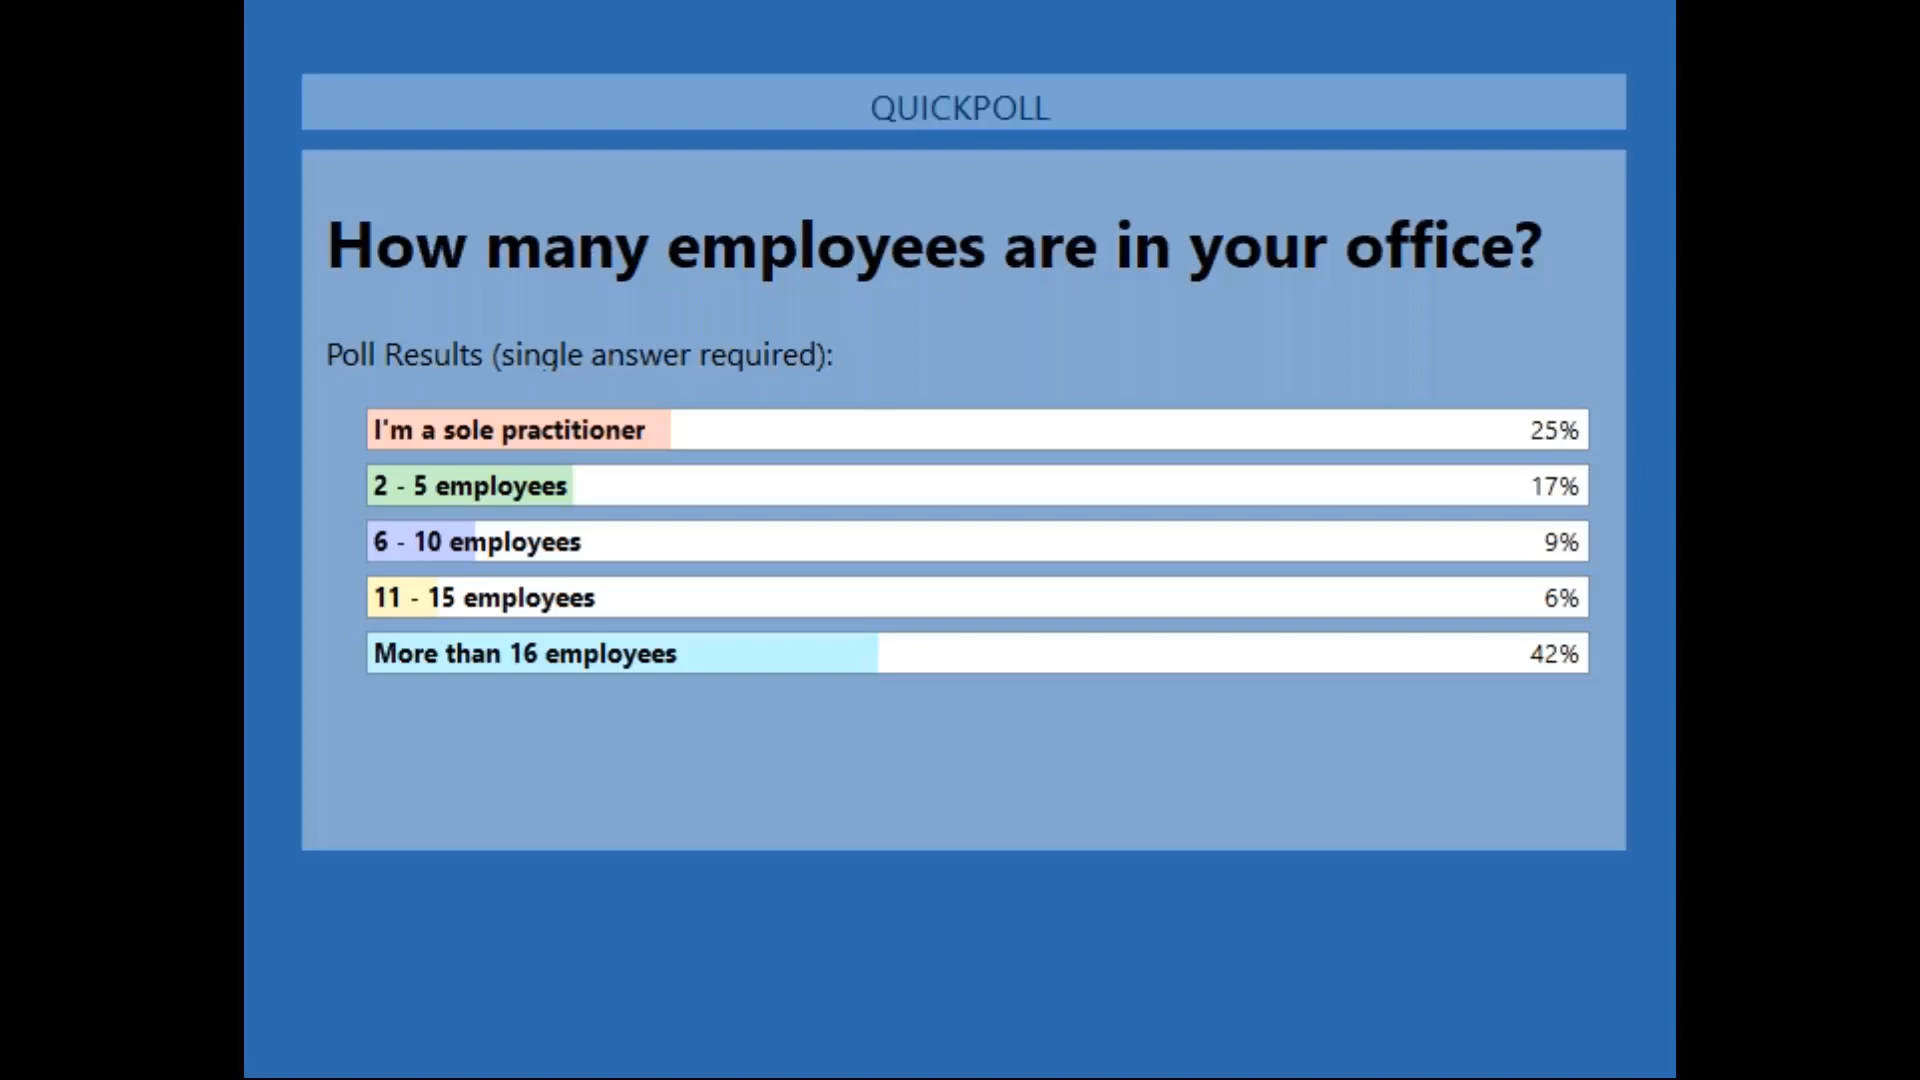 QUICKPOLL
How many employees are in your office?
Poll Results (single answer required):
I'm a sole practitioner 25%
2 - 5 employees 17%
6 - 10 employees 9%
11 - 15 employees 6%
More than 16 employees 42%